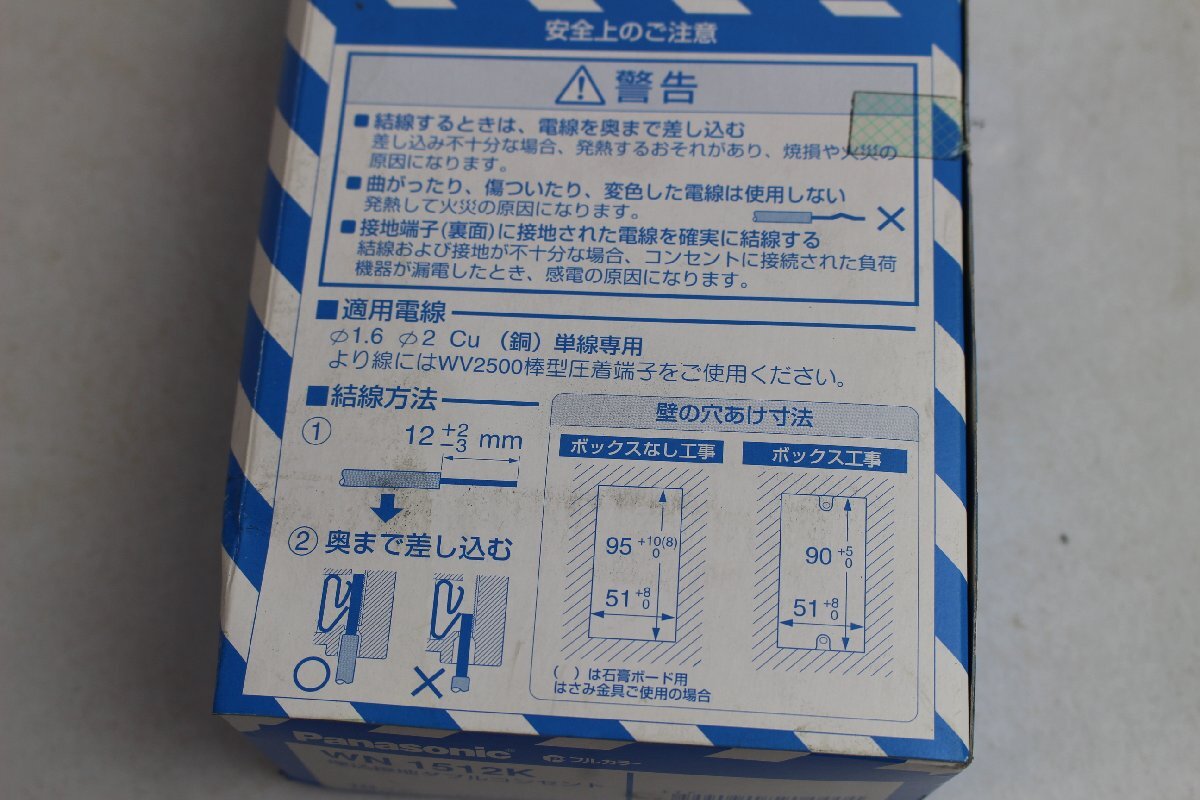 安全上のご注意
警告
■結線するときは、電線を奥まで差し込む
差し込み不十分な場合、発熱するおそれがあり、焼損や火災の
原因になります。
■曲がったり、傷ついたり、変色した電線は使用しない
発熱して火災の原因になります。
■接地端子(裏面)に接地された電線を確実に結線する
結線および接地が不十分な場合、コンセントに接続された負荷
機器が漏電したとき、感電の原因になります。
■適用電線
φ1.6 φ2 Cu (銅) 単線専用
より線にはWV2500棒型圧着端子をご使用ください。
■結線方法
① 12 +2 -3 mm
② 奥まで差し込む
壁の穴あけ寸法
ボックスなし工事
95 +10(8) 0
51 +8 0
ボックス工事
90 +5 0
51 +8 0
( )は石膏ボード用
はさみ金具ご使用の場合
Panasonic フルカラー
WN 1512K